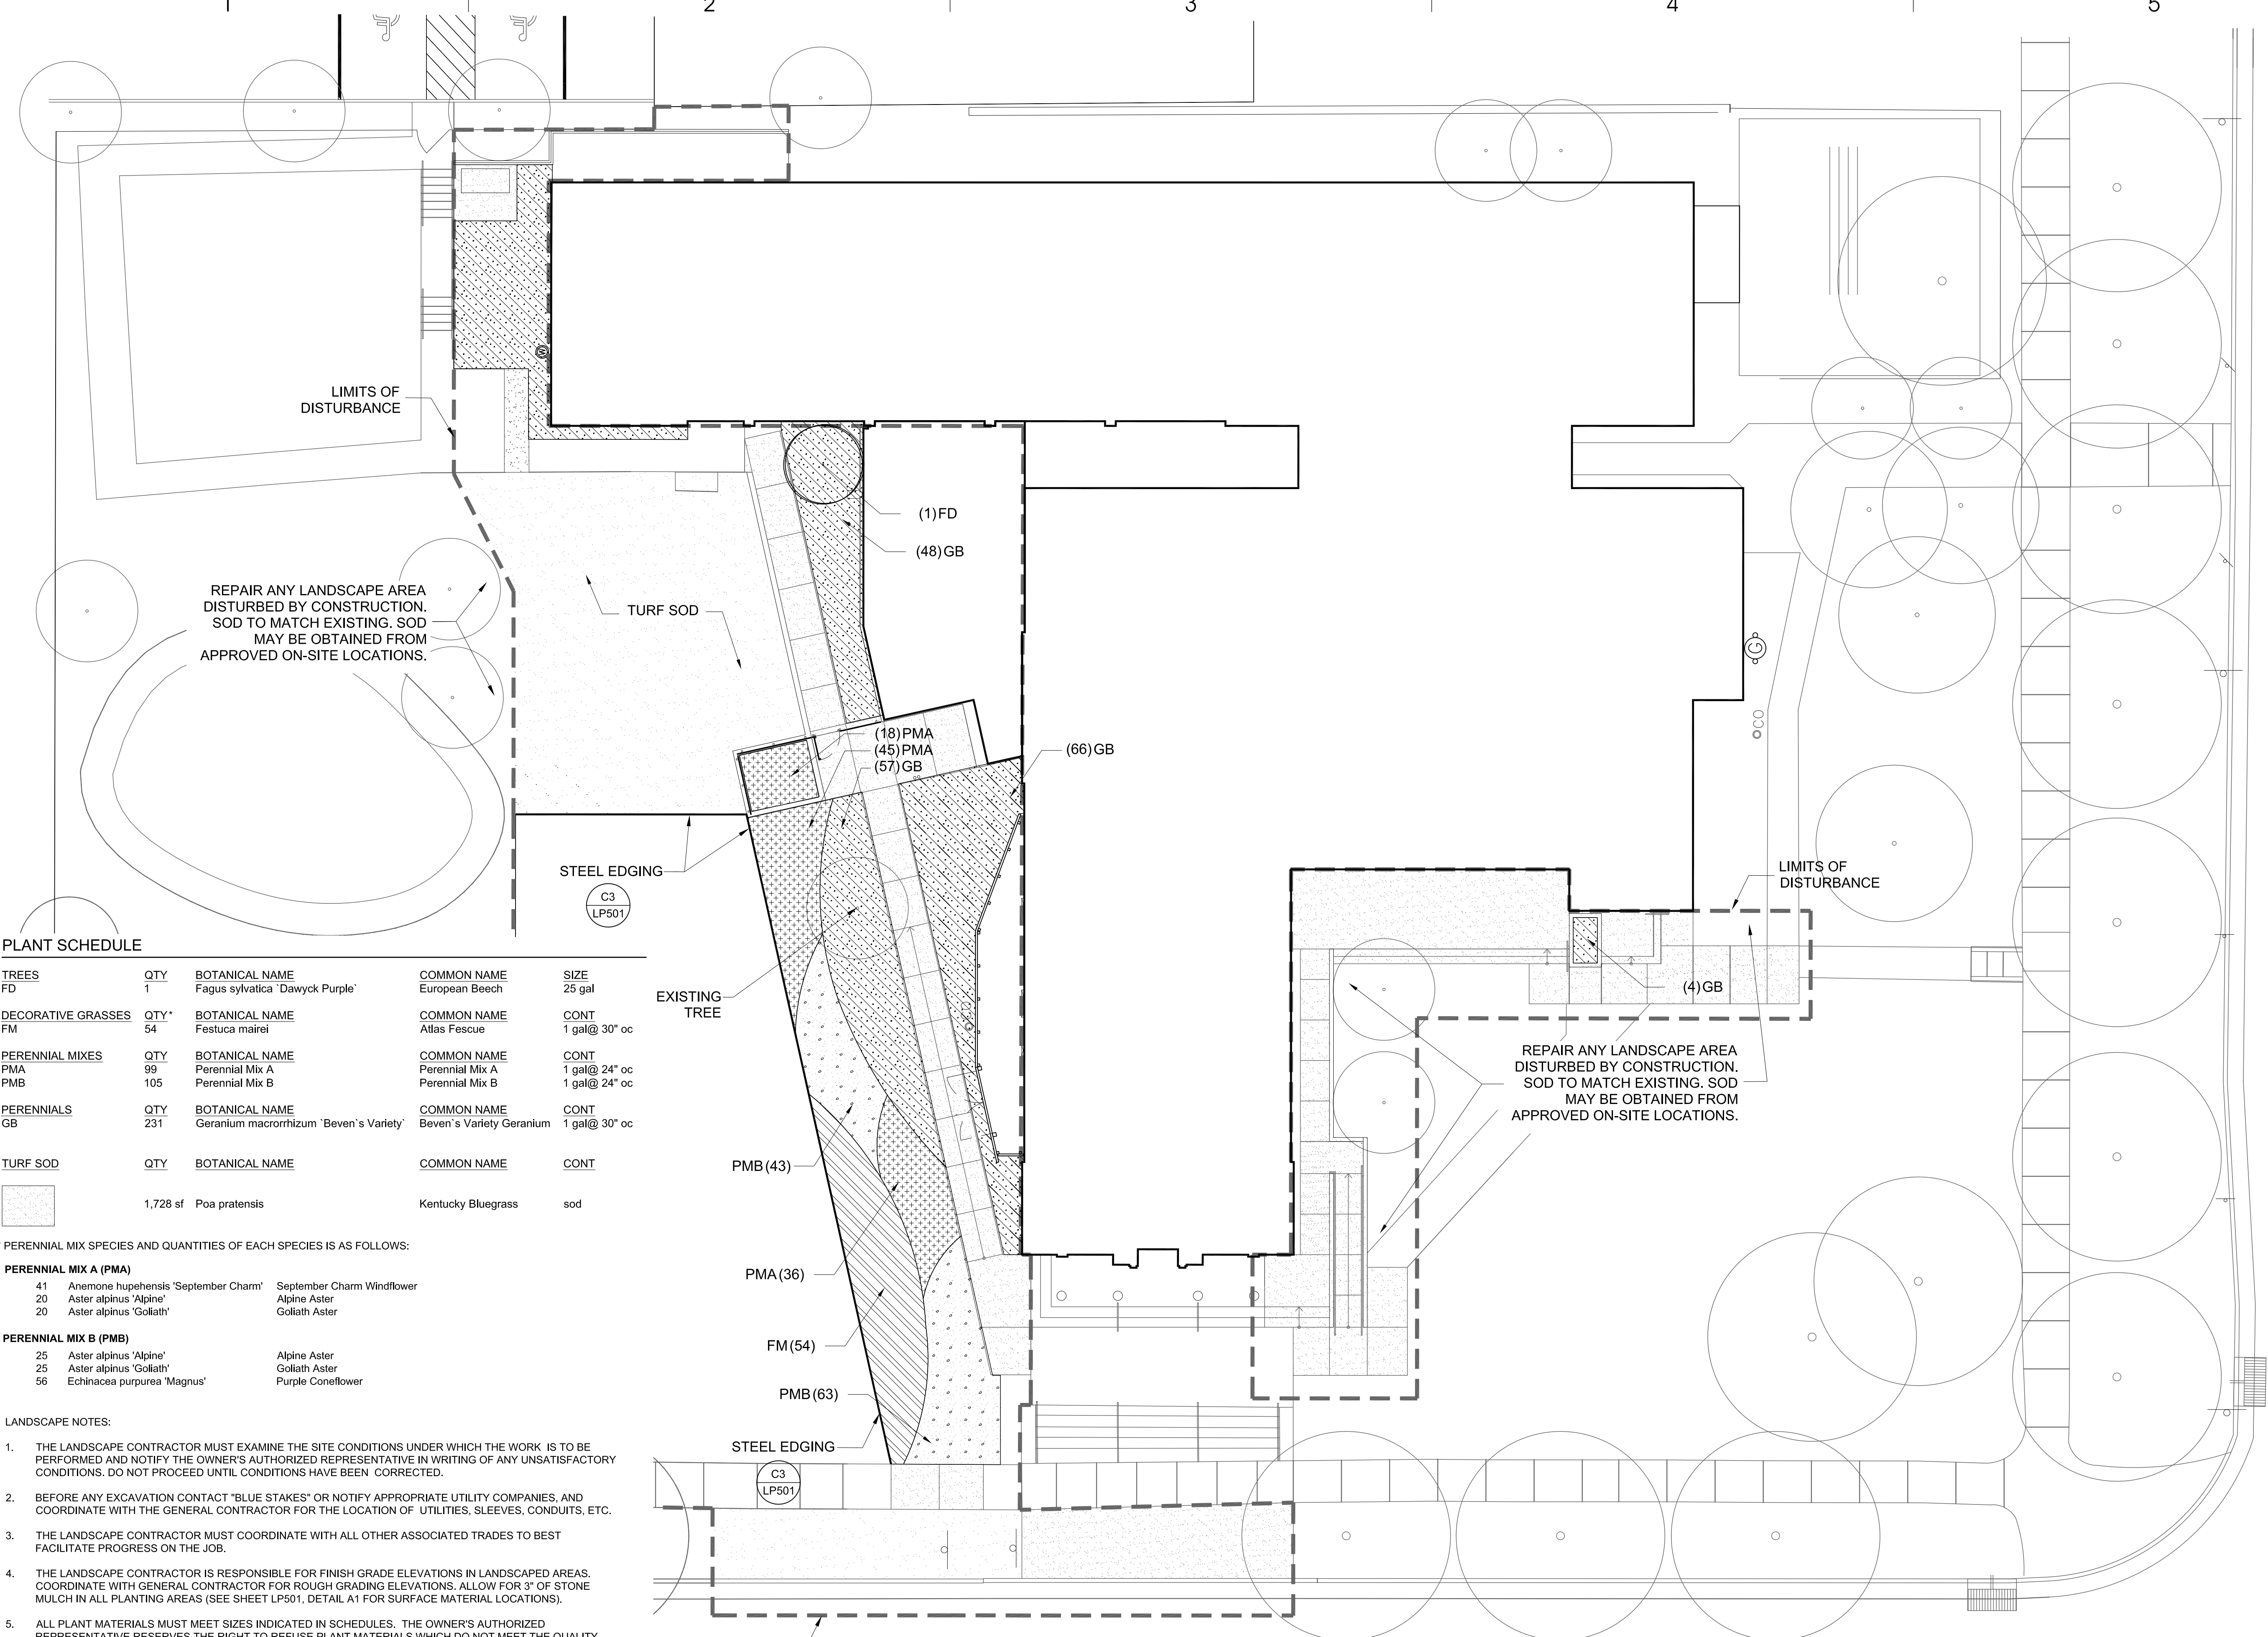 1 2 3 4 5
LIMITS OF
DISTURBANCE
W
(1)FD
(48)GB
REPAIR ANY LANDSCAPE AREA
DISTURBED BY CONSTRUCTION.
SOD TO MATCH EXISTING. SOD
MAY BE OBTAINED FROM
APPROVED ON-SITE LOCATIONS.
TURF SOD
G
OCO
(18)PMA
(45)PMA
(57)GB
(66)GB
STEEL EDGING
C3
LP501
EXISTING
TREE
LIMITS OF
DISTURBANCE
(4)GB
REPAIR ANY LANDSCAPE AREA
DISTURBED BY CONSTRUCTION.
SOD TO MATCH EXISTING. SOD
MAY BE OBTAINED FROM
APPROVED ON-SITE LOCATIONS.
PMB(43)
PMA(36)
FM(54)
PMB(63)
STEEL EDGING
C3
LP501
PLANT SCHEDULE
TREES QTY BOTANICAL NAME COMMON NAME SIZE
FD 1 Fagus sylvatica `Dawyck Purple` European Beech 25 gal
DECORATIVE GRASSES QTY* BOTANICAL NAME COMMON NAME CONT
FM 54 Festuca mairei Atlas Fescue 1 gal@ 30" oc
PERENNIAL MIXES QTY BOTANICAL NAME COMMON NAME CONT
PMA 99 Perennial Mix A Perennial Mix A 1 gal@ 24" oc
PMB 105 Perennial Mix B Perennial Mix B 1 gal@ 24" oc
PERENNIALS QTY BOTANICAL NAME COMMON NAME CONT
GB 231 Geranium macrorrhizum `Beven`s Variety` Beven`s Variety Geranium 1 gal@ 30" oc
TURF SOD QTY BOTANICAL NAME COMMON NAME CONT
1,728 sf Poa pratensis Kentucky Bluegrass sod
PERENNIAL MIX SPECIES AND QUANTITIES OF EACH SPECIES IS AS FOLLOWS:
PERENNIAL MIX A (PMA)
41 Anemone hupehensis 'September Charm' September Charm Windflower
20 Aster alpinus 'Alpine' Alpine Aster
20 Aster alpinus 'Goliath' Goliath Aster
PERENNIAL MIX B (PMB)
25 Aster alpinus 'Alpine' Alpine Aster
25 Aster alpinus 'Goliath' Goliath Aster
56 Echinacea purpurea 'Magnus' Purple Coneflower
LANDSCAPE NOTES:
1. THE LANDSCAPE CONTRACTOR MUST EXAMINE THE SITE CONDITIONS UNDER WHICH THE WORK IS TO BE
PERFORMED AND NOTIFY THE OWNER'S AUTHORIZED REPRESENTATIVE IN WRITING OF ANY UNSATISFACTORY
CONDITIONS. DO NOT PROCEED UNTIL CONDITIONS HAVE BEEN CORRECTED.
2. BEFORE ANY EXCAVATION CONTACT "BLUE STAKES" OR NOTIFY APPROPRIATE UTILITY COMPANIES, AND
COORDINATE WITH THE GENERAL CONTRACTOR FOR THE LOCATION OF UTILITIES, SLEEVES, CONDUITS, ETC.
3. THE LANDSCAPE CONTRACTOR MUST COORDINATE WITH ALL OTHER ASSOCIATED TRADES TO BEST
FACILITATE PROGRESS ON THE JOB.
4. THE LANDSCAPE CONTRACTOR IS RESPONSIBLE FOR FINISH GRADE ELEVATIONS IN LANDSCAPED AREAS.
COORDINATE WITH GENERAL CONTRACTOR FOR ROUGH GRADING ELEVATIONS. ALLOW FOR 3" OF STONE
MULCH IN ALL PLANTING AREAS (SEE SHEET LP501, DETAIL A1 FOR SURFACE MATERIAL LOCATIONS).
5. ALL PLANT MATERIALS MUST MEET SIZES INDICATED IN SCHEDULES. THE OWNER'S AUTHORIZED
REPRESENTATIVE RESERVES THE RIGHT TO REFUSE PLANT MATERIALS WHICH DO NOT MEET THE QUALITY